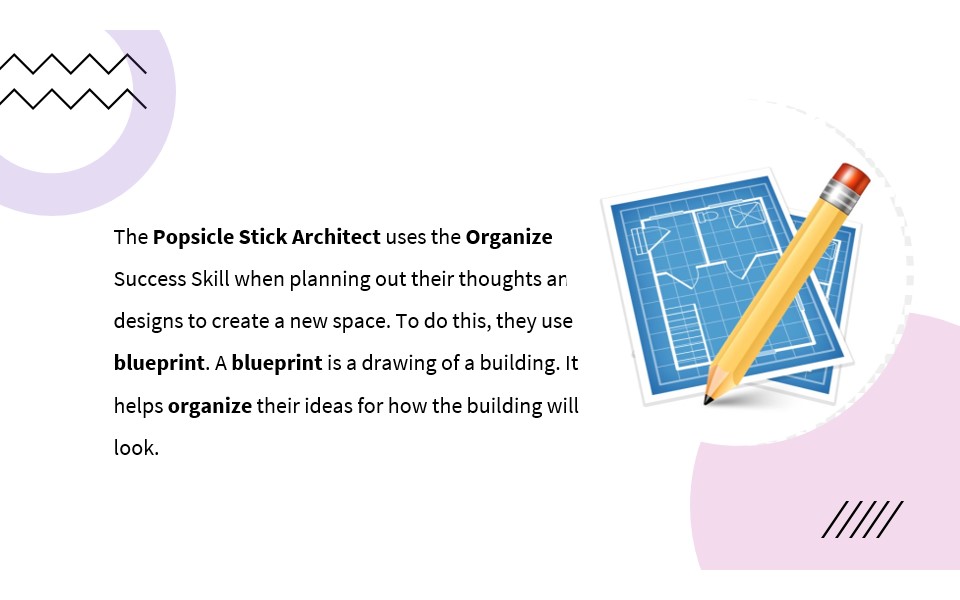 The Popsicle Stick Architect uses the Organize
Success Skill when planning out their thoughts an
designs to create a new space. To do this, they use
blueprint. A blueprint is a drawing of a building. It
helps organize their ideas for how the building will
look.